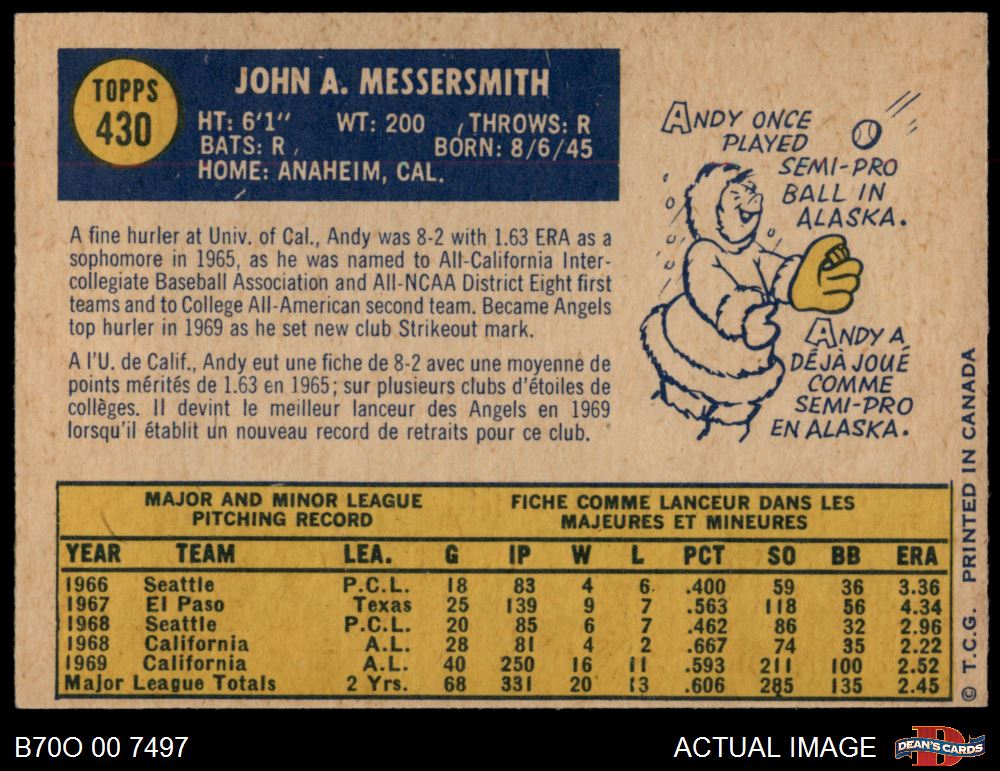 TOPPS
430
JOHN A. MESSERSMITH
HT: 6'1" WT: 200 THROWS: R
BATS: R BORN: 8/6/45
HOME: ANAHEIM, CAL.
ANDY ONCE
PLAYED
SEMI-PRO
BALL IN
ALASKA.
A fine hurler at Univ. of Cal., Andy was 8-2 with 1.63 ERA as a
sophomore in 1965, as he was named to All-California Inter-
collegiate Baseball Association and All-NCAA District Eight first
teams and to College All-American second team. Became Angels
top hurler in 1969 as he set new club Strikeout mark.
A l'U. de Calif., Andy eut une fiche de 8-2 avec une moyenne de
points mérités de 1.63 en 1965; sur plusieurs clubs d'étoiles de
collèges. Il devint le meilleur lanceur des Angels en 1969
lorsqu'il établit un nouveau record de retraits pour ce club.
ANDY A
DÉJÀ JOUÉ
COMME
SEMI-PRO
EN ALASKA.
MAJOR AND MINOR LEAGUE
PITCHING RECORD
FICHE COMME LANCEUR DANS LES
MAJEURES ET MINEURES
YEAR TEAM LEA. G IP W L PCT SO BB ERA
1966 Seattle P.C.L. 18 83 4 6 .400 59 36 3.36
1967 El Paso Texas 25 139 9 7 .563 118 56 4.34
1968 Seattle P.C.L. 20 85 6 7 .462 86 32 2.96
1968 California A.L. 28 81 4 2 .667 74 35 2.22
1969 California A.L. 40 250 16 11 .593 211 100 2.52
Major League Totals 2 Yrs. 68 331 20 13 .606 285 135 2.45
© T.C.G. PRINTED IN CANADA
B70O 00 7497
ACTUAL IMAGE
DEAN'S CARDS